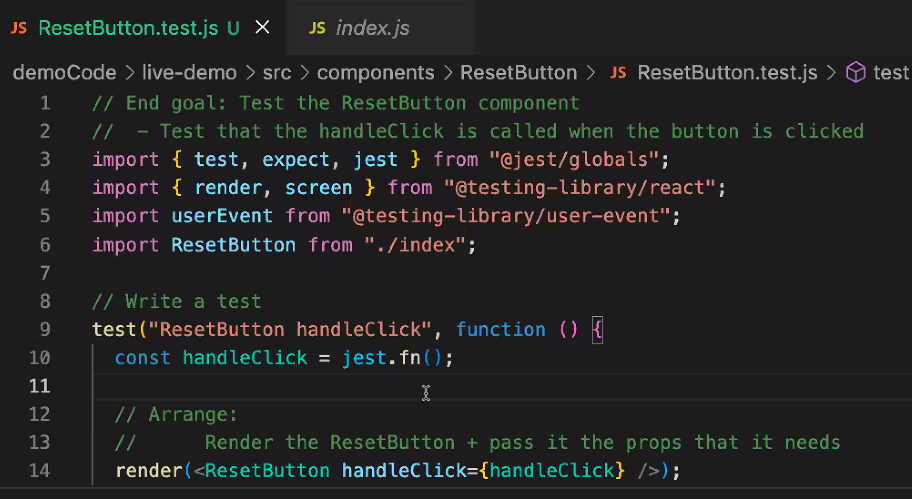 JS ResetButton.test.js U × JS index.js
demoCode > live-demo > src > components > ResetButton > JS ResetButton.test.js > test
1 // End goal: Test the ResetButton component
2 //  - Test that the handleClick is called when the button is clicked
3 import { test, expect, jest } from "@jest/globals";
4 import { render, screen } from "@testing-library/react";
5 import userEvent from "@testing-library/user-event";
6 import ResetButton from "./index";
7
8 // Write a test
9 test("ResetButton handleClick", function () {
10   const handleClick = jest.fn();
11
12   // Arrange:
13   //      Render the ResetButton + pass it the props that it needs
14   render(<ResetButton handleClick={handleClick} />);